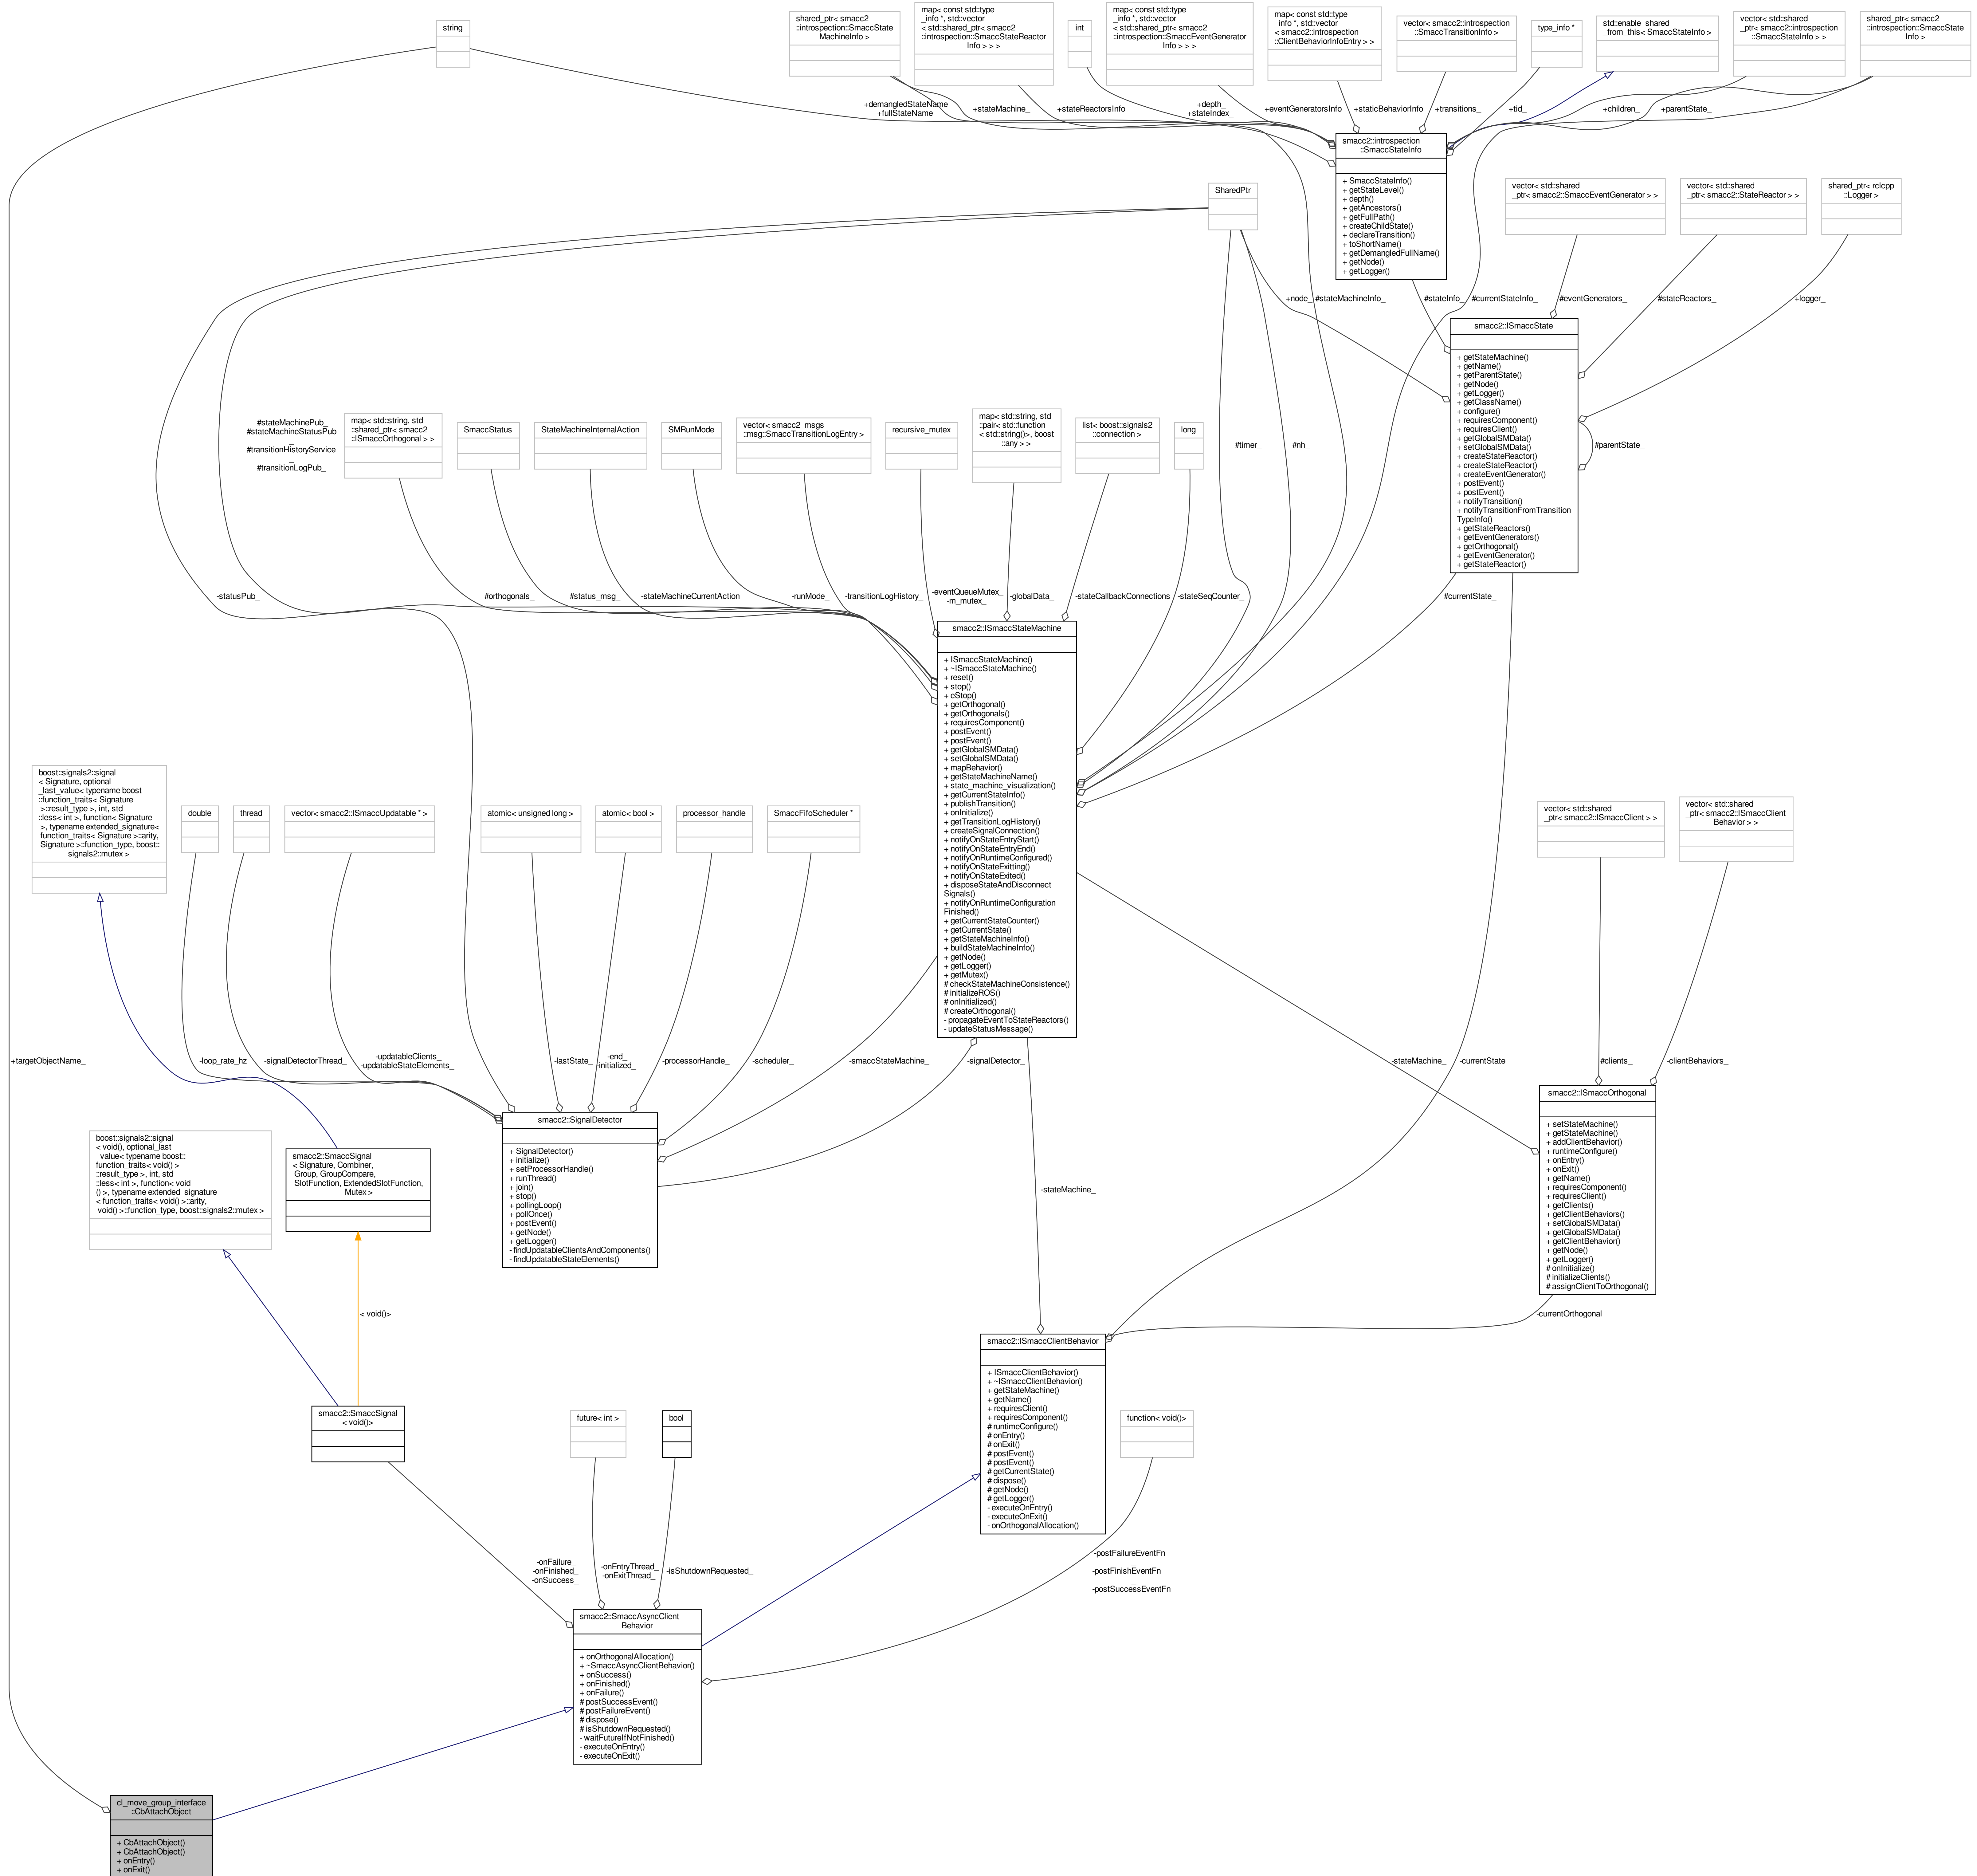 string
shared_ptr< smacc2
::introspection::SmaccState
MachineInfo >
map< const std::type
_info *, std::vector
< std::shared_ptr< smacc2
::introspection::SmaccStateReactor
Info > > >
int
map< const std::type
_info *, std::vector
< std::shared_ptr< smacc2
::introspection::SmaccEventGenerator
Info > > >
map< const std::type
_info *, std::vector
< smacc2::introspection
::ClientBehaviorInfoEntry > >
vector< smacc2::introspection
::SmaccTransitionInfo >
type_info *
std::enable_shared
_from_this< SmaccStateInfo >
vector< std::shared
_ptr< smacc2::introspection
::SmaccStateInfo > >
shared_ptr< smacc2
::introspection::SmaccState
Info >
+demangledStateName
+fullStateName
+stateMachine_
+stateReactorsInfo
+depth_
+stateIndex_
+eventGeneratorsInfo
+staticBehaviorInfo
+transitions_
+tid_
+children_
+parentState_
smacc2::introspection
::SmaccStateInfo
+ SmaccStateInfo()
+ getStateLevel()
+ depth()
+ getAncestors()
+ getFullPath()
+ createChildState()
+ declareTransition()
+ toShortName()
+ getDemangledFullName()
+ getNode()
+ getLogger()
SharedPtr
vector< std::shared
_ptr< smacc2::SmaccEventGenerator > >
vector< std::shared
_ptr< smacc2::StateReactor > >
shared_ptr< rclcpp
::Logger >
+node_
#stateMachineInfo_
#stateInfo_
#currentStateInfo_
#eventGenerators_
#stateReactors_
+logger_
smacc2::ISmaccState
+ getStateMachine()
+ getName()
+ getParentState()
+ getNode()
+ getLogger()
+ getClassName()
+ configure()
+ requiresComponent()
+ requiresClient()
+ getGlobalSMData()
+ setGlobalSMData()
+ createStateReactor()
+ createStateReactor()
+ createEventGenerator()
+ postEvent()
+ postEvent()
+ notifyTransition()
+ notifyTransitionFromTransition
TypeInfo()
+ getStateReactors()
+ getEventGenerators()
+ getOrthogonal()
+ getEventGenerator()
+ getStateReactor()
#parentState_
#stateMachinePub_
#stateMachineStatusPub
_
#transitionHistoryService
_
#transitionLogPub_
map< std::string, std
::shared_ptr< smacc2
::ISmaccOrthogonal > >
SmaccStatus
StateMachineInternalAction
SMRunMode
vector< smacc2_msgs
::msg::SmaccTransitionLogEntry >
recursive_mutex
map< std::string, std
::pair< std::function
< std::string()>, boost
::any > >
list< boost::signals2
::connection >
long
#timer_
#nh_
-statusPub_
#orthogonals_
#status_msg_
-stateMachineCurrentAction
-runMode_
-transitionLogHistory_
-eventQueueMutex_
-m_mutex_
-globalData_
-stateCallbackConnections
-stateSeqCounter_
#currentState_
smacc2::ISmaccStateMachine
+ ISmaccStateMachine()
+ ~ISmaccStateMachine()
+ reset()
+ stop()
+ eStop()
+ getOrthogonal()
+ getOrthogonals()
+ requiresComponent()
+ postEvent()
+ postEvent()
+ getGlobalSMData()
+ setGlobalSMData()
+ mapBehavior()
+ getStateMachineName()
+ state_machine_visualization()
+ getCurrentStateInfo()
+ publishTransition()
+ onInitialize()
+ getTransitionLogHistory()
+ createSignalConnection()
+ notifyOnStateEntryStart()
+ notifyOnStateEntryEnd()
+ notifyOnRuntimeConfigured()
+ notifyOnStateExitting()
+ notifyOnStateExited()
+ disposeStateAndDisconnect
Signals()
+ notifyOnRuntimeConfiguration
Finished()
+ getCurrentStateCounter()
+ getCurrentState()
+ getStateMachineInfo()
+ buildStateMachineInfo()
+ getNode()
+ getLogger()
+ getMutex()
# checkStateMachineConsistence()
# initializeROS()
# onInitialized()
# createOrthogonal()
- propagateEventToStateReactors()
- updateStatusMessage()
boost::signals2::signal
< Signature, optional
_last_value< typename boost
::function_traits< Signature
>::result_type >, int, std
::less< int >, function< Signature
>, typename extended_signature<
function_traits< Signature >::arity,
Signature >::function_type, boost::
signals2::mutex >
double
thread
vector< smacc2::ISmaccUpdatable * >
atomic< unsigned long >
atomic< bool >
processor_handle
SmaccFifoScheduler *
vector< std::shared
_ptr< smacc2::ISmaccClient > >
vector< std::shared
_ptr< smacc2::ISmaccClient
Behavior > >
+targetObjectName_
-loop_rate_hz
-signalDetectorThread_
-updatableClients_
-updatableStateElements_
-lastState_
-end_
-initialized_
-processorHandle_
-scheduler_
-smaccStateMachine_
-signalDetector_
-stateMachine_
-currentState
#clients_
-clientBehaviors_
smacc2::SignalDetector
+ SignalDetector()
+ initialize()
+ setProcessorHandle()
+ runThread()
+ join()
+ stop()
+ pollingLoop()
+ pollOnce()
+ postEvent()
+ getNode()
+ getLogger()
- findUpdatableClientsAndComponents()
- findUpdatableStateElements()
smacc2::ISmaccOrthogonal
+ setStateMachine()
+ getStateMachine()
+ addClientBehavior()
+ runtimeConfigure()
+ onEntry()
+ onExit()
+ getName()
+ requiresComponent()
+ requiresClient()
+ getClients()
+ getClientBehaviors()
+ setGlobalSMData()
+ getGlobalSMData()
+ getClientBehavior()
+ getNode()
+ getLogger()
# onInitialize()
# initializeClients()
# assignClientToOrthogonal()
boost::signals2::signal
< void(), optional_last
_value< typename boost::
function_traits< void() >
::result_type >, int, std
::less< int >, function< void
() >, typename extended_signature
< function_traits< void() >::arity,
void() >::function_type, boost::signals2::mutex >
smacc2::SmaccSignal
< Signature, Combiner,
Group, GroupCompare,
SlotFunction, ExtendedSlotFunction,
Mutex >
-stateMachine_
< void()>
-currentOrthogonal
smacc2::ISmaccClientBehavior
+ ISmaccClientBehavior()
+ ~ISmaccClientBehavior()
+ getStateMachine()
+ getName()
+ requiresClient()
+ requiresComponent()
# runtimeConfigure()
# onEntry()
# onExit()
# postEvent()
# postEvent()
# getCurrentState()
# dispose()
# getNode()
# getLogger()
- executeOnEntry()
- executeOnExit()
- onOrthogonalAllocation()
smacc2::SmaccSignal
< void()>
future< int >
bool
function< void()>
-onFailure_
-onFinished_
-onSuccess_
-onEntryThread_
-onExitThread_
-isShutdownRequested_
-postFailureEventFn
_
-postFinishEventFn
_
-postSuccessEventFn_
smacc2::SmaccAsyncClient
Behavior
+ onOrthogonalAllocation()
+ ~SmaccAsyncClientBehavior()
+ onSuccess()
+ onFinished()
+ onFailure()
# postSuccessEvent()
# postFailureEvent()
# dispose()
# isShutdownRequested()
- waitFutureIfNotFinished()
- executeOnEntry()
- executeOnExit()
cl_move_group_interface
::CbAttachObject
+ CbAttachObject()
+ CbAttachObject()
+ onEntry()
+ onExit()